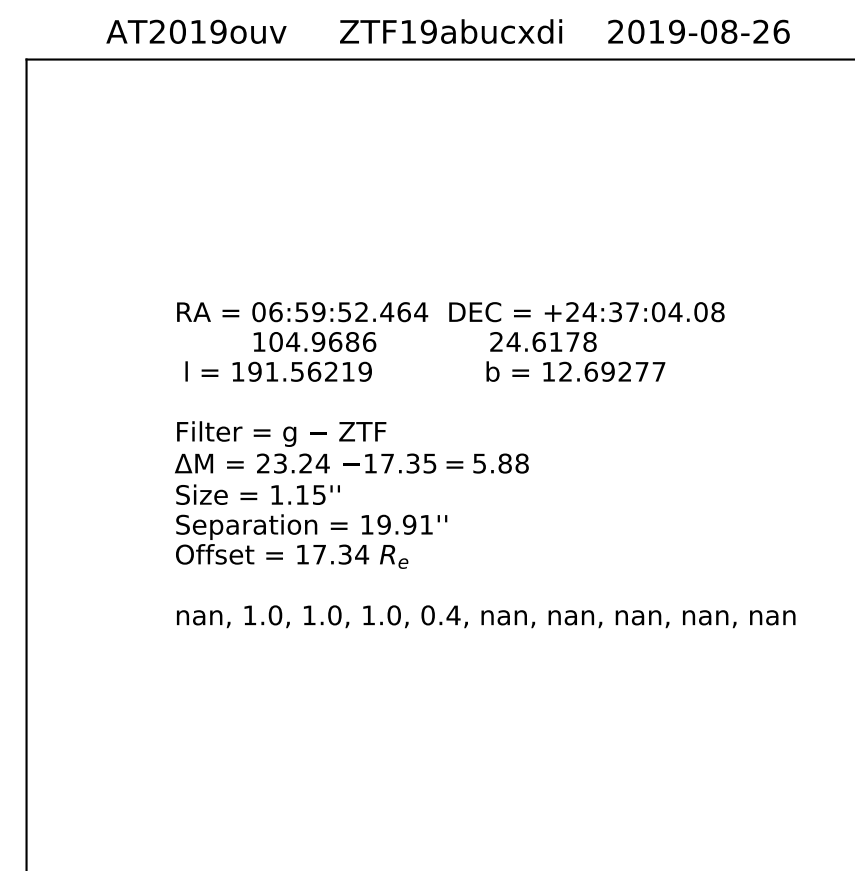 AT2019ouv ZTF19abucxdi 2019-08-26
RA = 06:59:52.464 DEC = +24:37:04.08
104.9686 24.6178
l = 191.56219 b = 12.69277
Filter = g − ZTF
ΔM = 23.24 −17.35 = 5.88
Size = 1.15''
Separation = 19.91''
Offset = 17.34 Rₑ
nan, 1.0, 1.0, 1.0, 0.4, nan, nan, nan, nan, nan